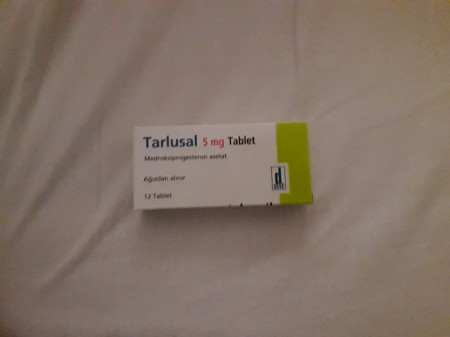 Tarlusal 5 mg Tablet
Medroksiprogesteron asetat
Ağızdan alınır
12 Tablet